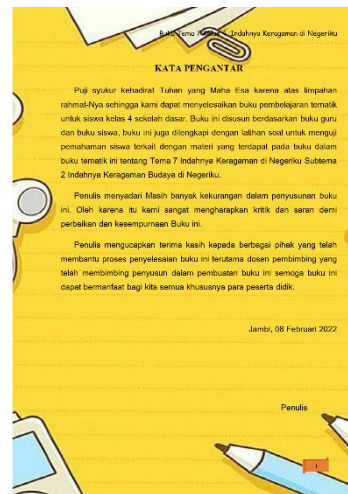 Buku Tema 7 Kelas 4 Indahnya Keragaman di Negeriku
KATA PENGANTAR
Puji syukur kehadirat Tuhan yang Maha Esa karena atas limpahan
rahmat-Nya sehingga kami dapat menyelesaikan buku pembelajaran tematik
untuk siswa kelas 4 sekolah dasar. Buku ini disusun berdasarkan buku guru
dan buku siswa, buku ini juga dilengkapi dengan latihan soal untuk menguji
pemahaman siswa terkait dengan materi yang terdapat pada buku dalam
buku tematik ini tentang Tema 7 Indahnya Keragaman di Negeriku Subtema
2 Indahnya Keragaman Budaya di Negeriku.
Penulis menyadari Masih banyak kekurangan dalam penyusunan buku
ini. Oleh karena itu kami sangat mengharapkan kritik dan saran demi
perbaikan dan kesempurnaan Buku ini.
Penulis mengucapkan terima kasih kepada berbagai pihak yang telah
membantu proses penyelesaian buku ini terutama dosen pembimbing yang
telah membimbing penyusun dalam pembuatan buku ini semoga buku ini
dapat bermanfaat bagi kita semua khususnya para peserta didik.
Jambi, 08 Februari 2022
Penulis